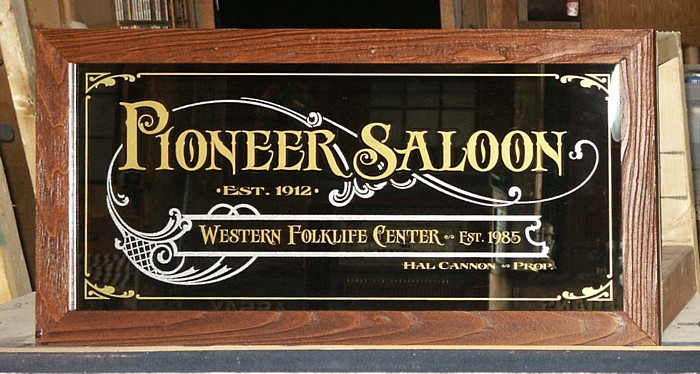 PIONEER SALOON
• EST. 1912 •
WESTERN FOLKLIFE CENTER ~ EST. 1985
HAL CANNON ~ PROP.